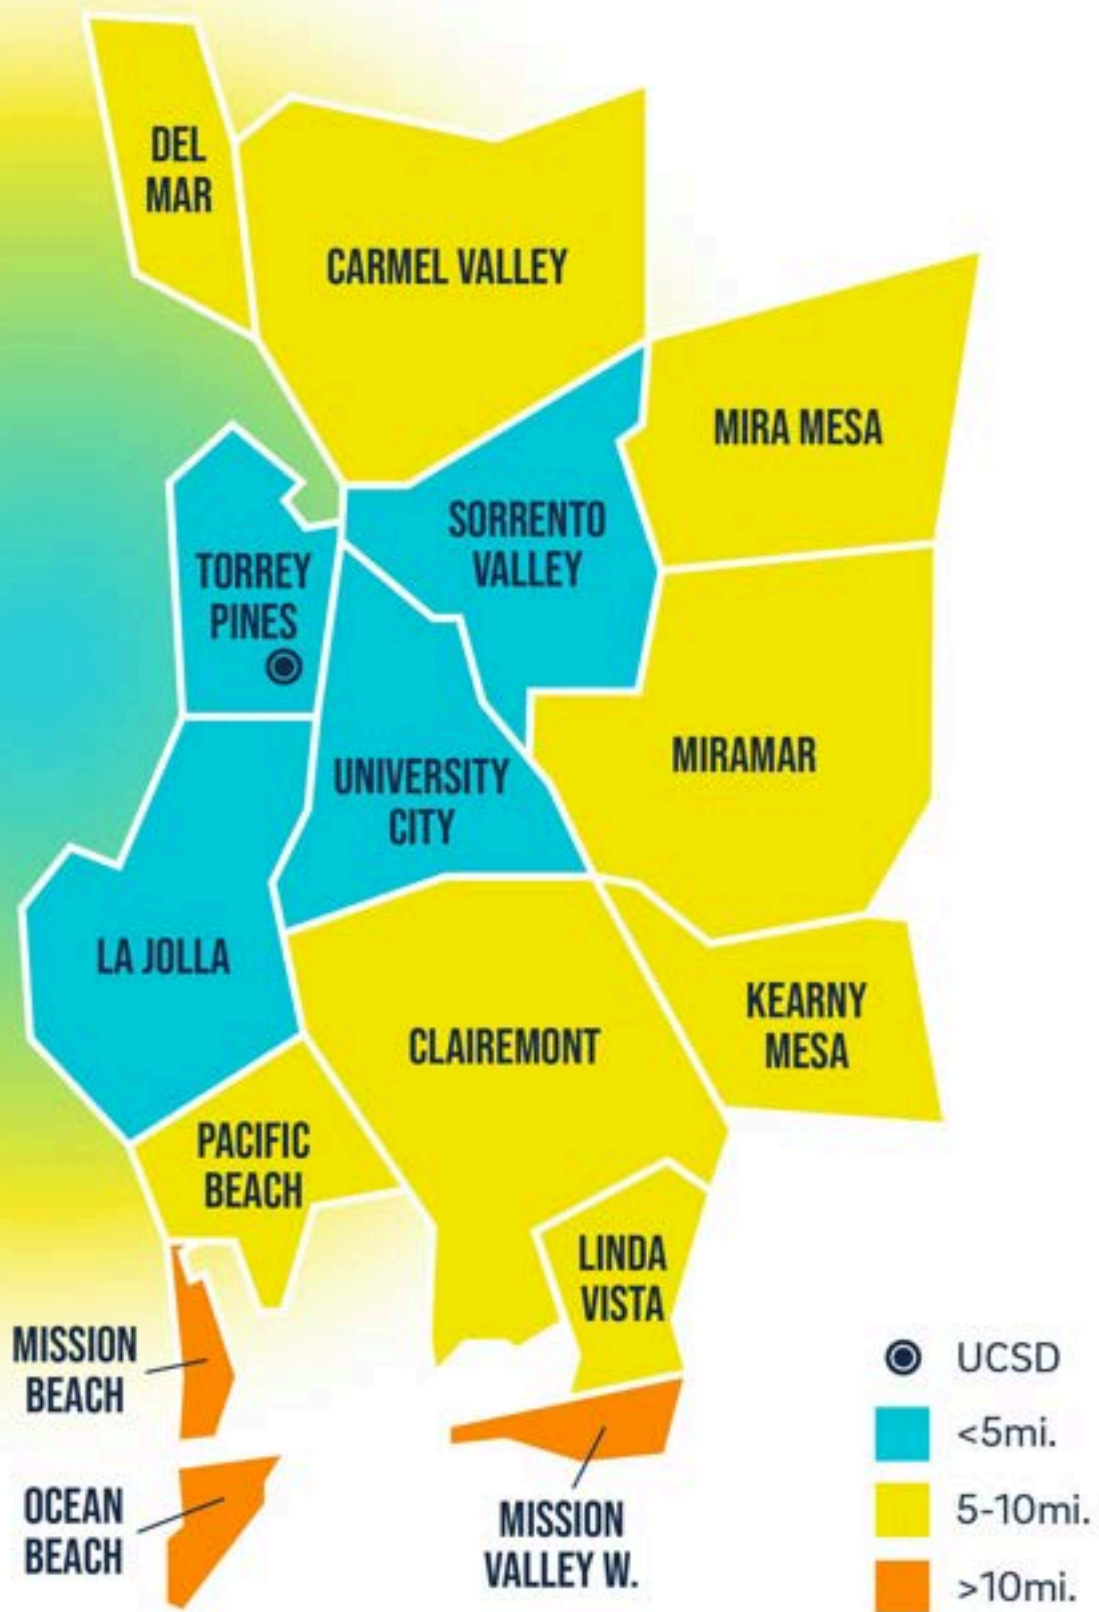 DEL
MAR
CARMEL VALLEY
MIRA MESA
SORRENTO
VALLEY
TORREY
PINES
MIRAMAR
UNIVERSITY
CITY
LA JOLLA
KEARNY
MESA
CLAIREMONT
PACIFIC
BEACH
LINDA
VISTA
MISSION
BEACH
OCEAN
BEACH
MISSION
VALLEY W.
UCSD
<5mi.
5-10mi.
>10mi.